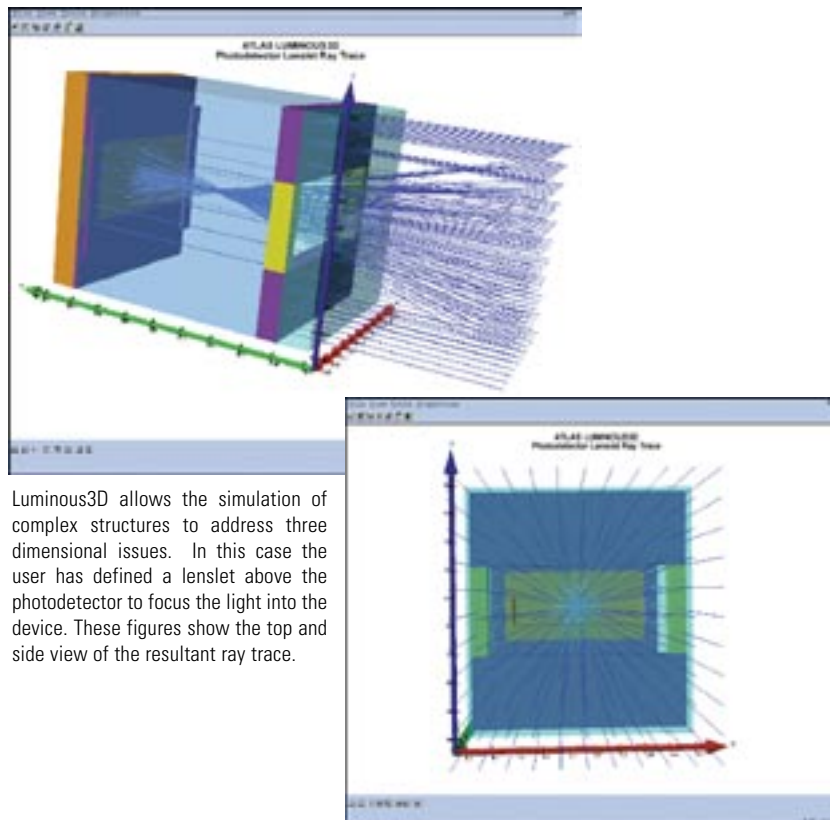 ATLAS LUMINOUS3D
Photodetector Lenslet Ray Trace
Luminous3D allows the simulation of
complex structures to address three
dimensional issues. In this case the
user has defined a lenslet above the
photodetector to focus the light into the
device. These figures show the top and
side view of the resultant ray trace.
ATLAS LUMINOUS3D
Photodetector Lenslet Ray Trace